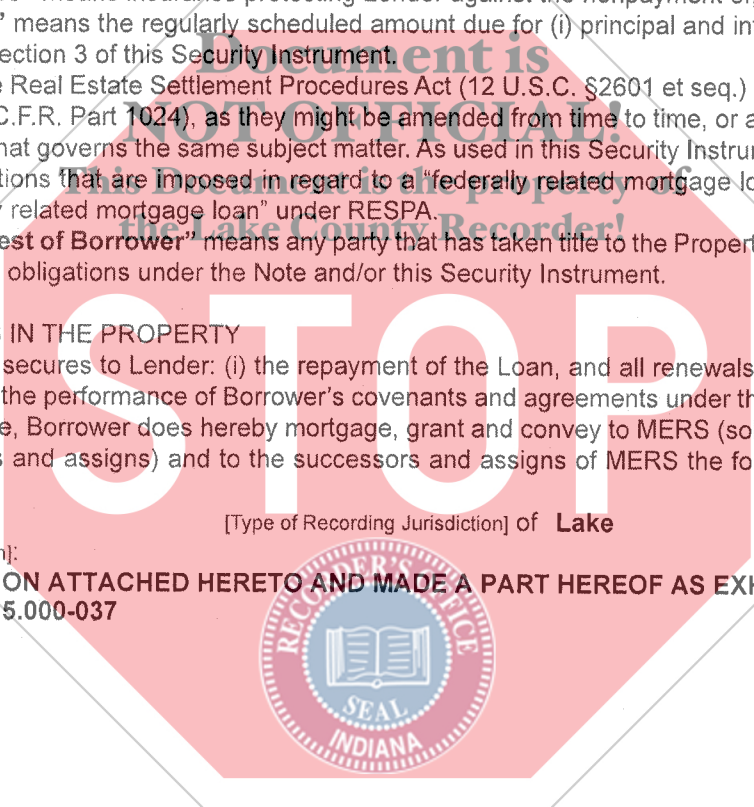 means insurance protecting Lender against the nonpayment of,
" means the regularly scheduled amount due for (i) principal and in
ection 3 of this Security Instrument.
Document is
Real Estate Settlement Procedures Act (12 U.S.C. §2601 et seq.)
C.F.R. Part 1024), as they might be amended from time to time, or a
NOT OFFICIAL!
hat governs the same subject matter. As used in this Security Instru
tions that are imposed in regard to a "federally related mortgage lo
This Document is the property of
related mortgage loan" under RESPA.
the Lake County Recorder!
est of Borrower" means any party that has taken title to the Propert
obligations under the Note and/or this Security Instrument.
IN THE PROPERTY
secures to Lender: (i) the repayment of the Loan, and all renewals
the performance of Borrower's covenants and agreements under th
e, Borrower does hereby mortgage, grant and convey to MERS (so
s and assigns) and to the successors and assigns of MERS the fo
STOP
[Type of Recording Jurisdiction] of Lake
n]:
ON ATTACHED HERETO AND MADE A PART HEREOF AS EXH
5.000-037
RECORDER'S OFFICE
SEAL
INDIANA